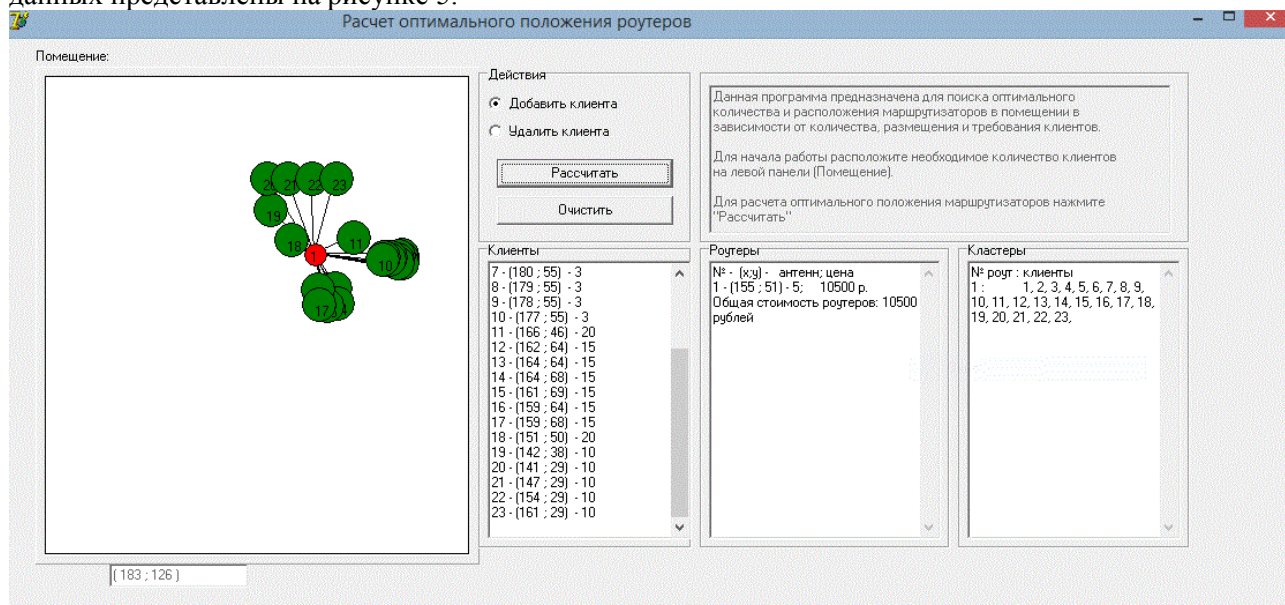 данных представлены на рисунке 5.
Расчет оптимального положения роутеров
Помещение:
20 21 22 23
19
18
11
1
10
17
( 183 ; 126 )
Действия
Добавить клиента
Удалить клиента
Рассчитать
Очистить
Данная программа предназначена для поиска оптимального
количества и расположения маршрутизаторов в помещении в
зависимости от количества, размещения и требования клиентов.
Для начала работы расположите необходимое количество клиентов
на левой панели (Помещение).
Для расчета оптимального положения маршрутизаторов нажмите
"Рассчитать"
Клиенты
7 - (180 ; 55) - 3
8 - (179 ; 55) - 3
9 - (178 ; 55) - 3
10 - (177 ; 55) - 3
11 - (166 ; 46) - 20
12 - (162 ; 64) - 15
13 - (164 ; 64) - 15
14 - (164 ; 68) - 15
15 - (161 ; 69) - 15
16 - (159 ; 64) - 15
17 - (159 ; 68) - 15
18 - (151 ; 50) - 20
19 - (142 ; 38) - 10
20 - (141 ; 29) - 10
21 - (147 ; 29) - 10
22 - (154 ; 29) - 10
23 - (161 ; 29) - 10
Роутеры
№ - (x;y) - антенн; цена
1 - (155 ; 51) - 5; 10500 р.
Общая стоимость роутеров: 10500
рублей
Кластеры
№ роут : клиенты
1 : 1, 2, 3, 4, 5, 6, 7, 8, 9,
10, 11, 12, 13, 14, 15, 16, 17, 18,
19, 20, 21, 22, 23,